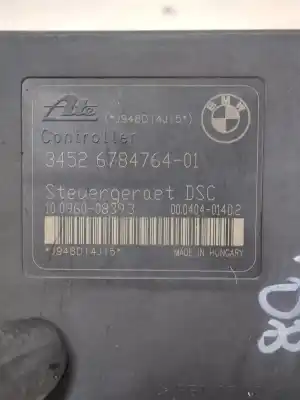 Ate (*J948D14J15*) BMW
Controller
3452 6784764-01
Steuergeraet DSC
10.0960-0839.3 00.0404-0140.2
*J948D14J15* MADE IN HUNGARY